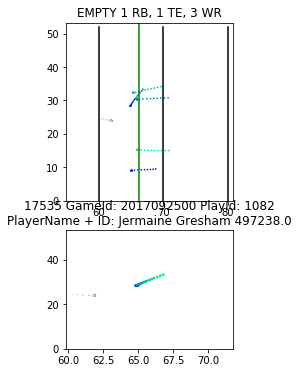 EMPTY 1 RB, 1 TE, 3 WR
50
40
30
20
10
0
60 70 80
17535 GameId: 2017092500 PlayId: 1082
PlayerName + ID: Jermaine Gresham 497238.0
40
20
0
60.0 62.5 65.0 67.5 70.0